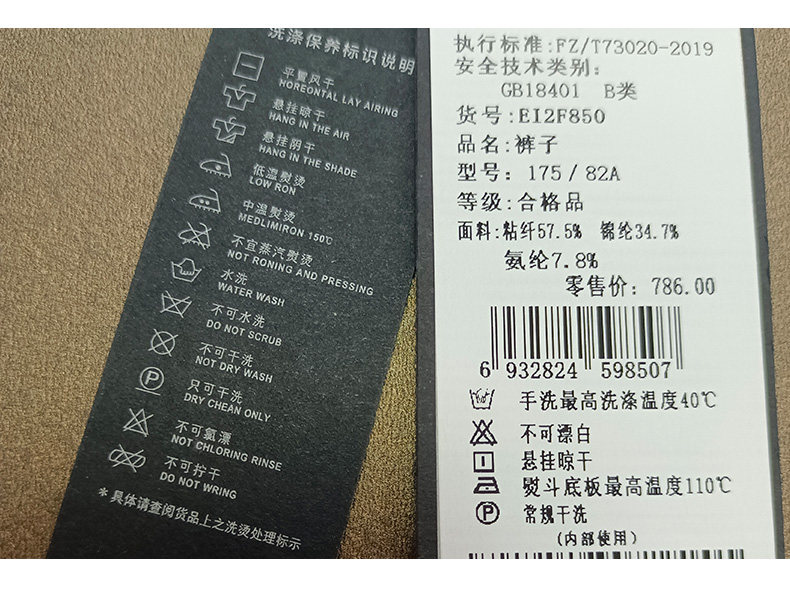 洗涤保养标识说明
平置风干
HOREONTAL LAY AIRING
悬挂晾干
HANG IN THE AIR
悬挂阴干
HANG IN THE SHADE
低温熨烫
LOW RON
中温熨烫
MEDLIMIRON 150℃
不宜蒸汽熨烫
NOT RONING AND PRESSING
水洗
WATER WASH
不可水洗
DO NOT SCRUB
不可干洗
NOT DRY WASH
只可干洗
DRY CHEAN ONLY
不可氯漂
NOT CHLORING RINSE
不可拧干
DO NOT WRING
*具体请查阅货品上之洗烫处理标示
执行标准:FZ/T73020-2019
安全技术类别:
GB18401 B类
货号:EI2F850
品名:裤子
型号:175/82A
等级:合格品
面料:粘纤57.5% 锦纶34.7%
氨纶7.8%
零售价: 786.00
6 932824 598507
手洗最高洗涤温度40℃
不可漂白
悬挂晾干
熨斗底板最高温度110℃
P 常规干洗
(内部使用)